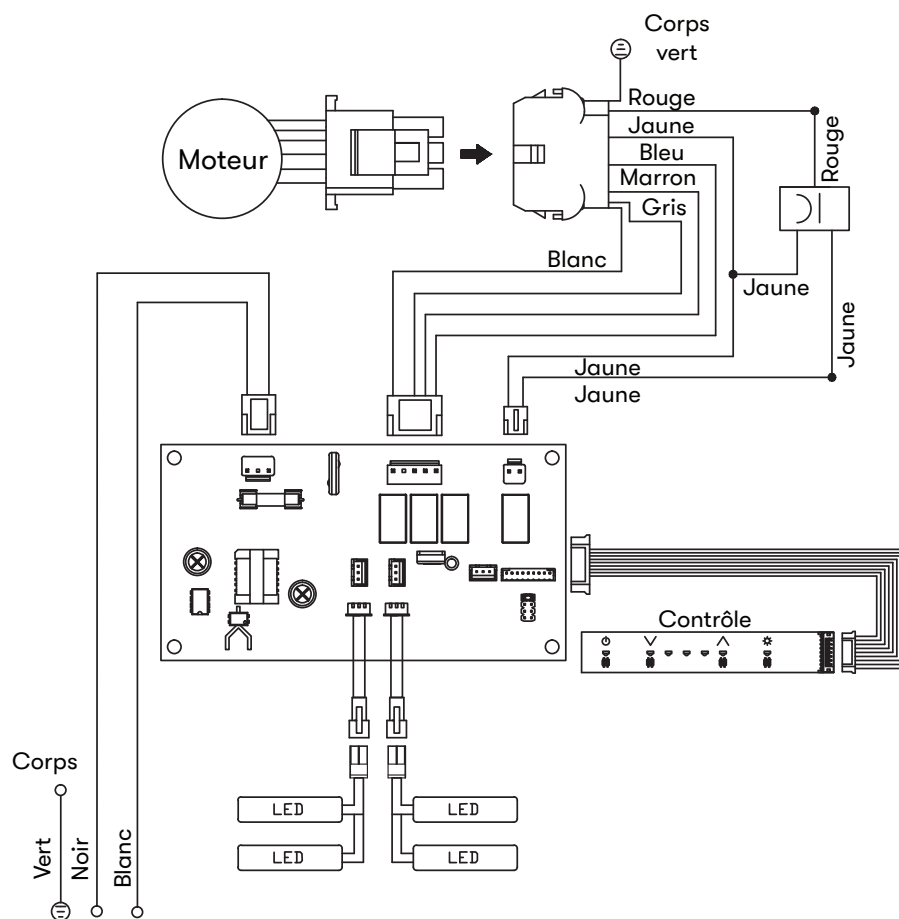 Corps
vert
Rouge
Jaune
Rouge
Moteur
Bleu
Marron
Gris
Blanc
Jaune
Jaune
Jaune
Jaune
Contrôle
Corps
LED
LED
LED
LED
Vert
Noir
Blanc